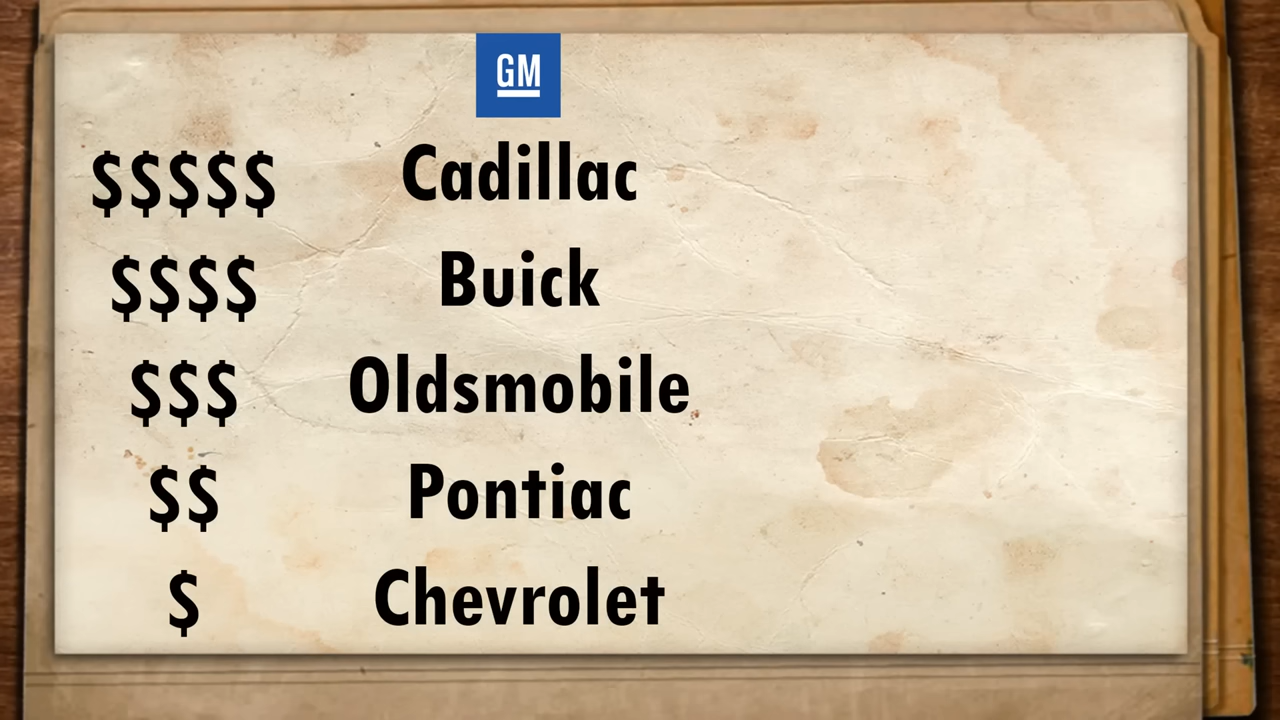 GM
$$$$$ Cadillac
$$$$ Buick
$$$ Oldsmobile
$$ Pontiac
$ Chevrolet